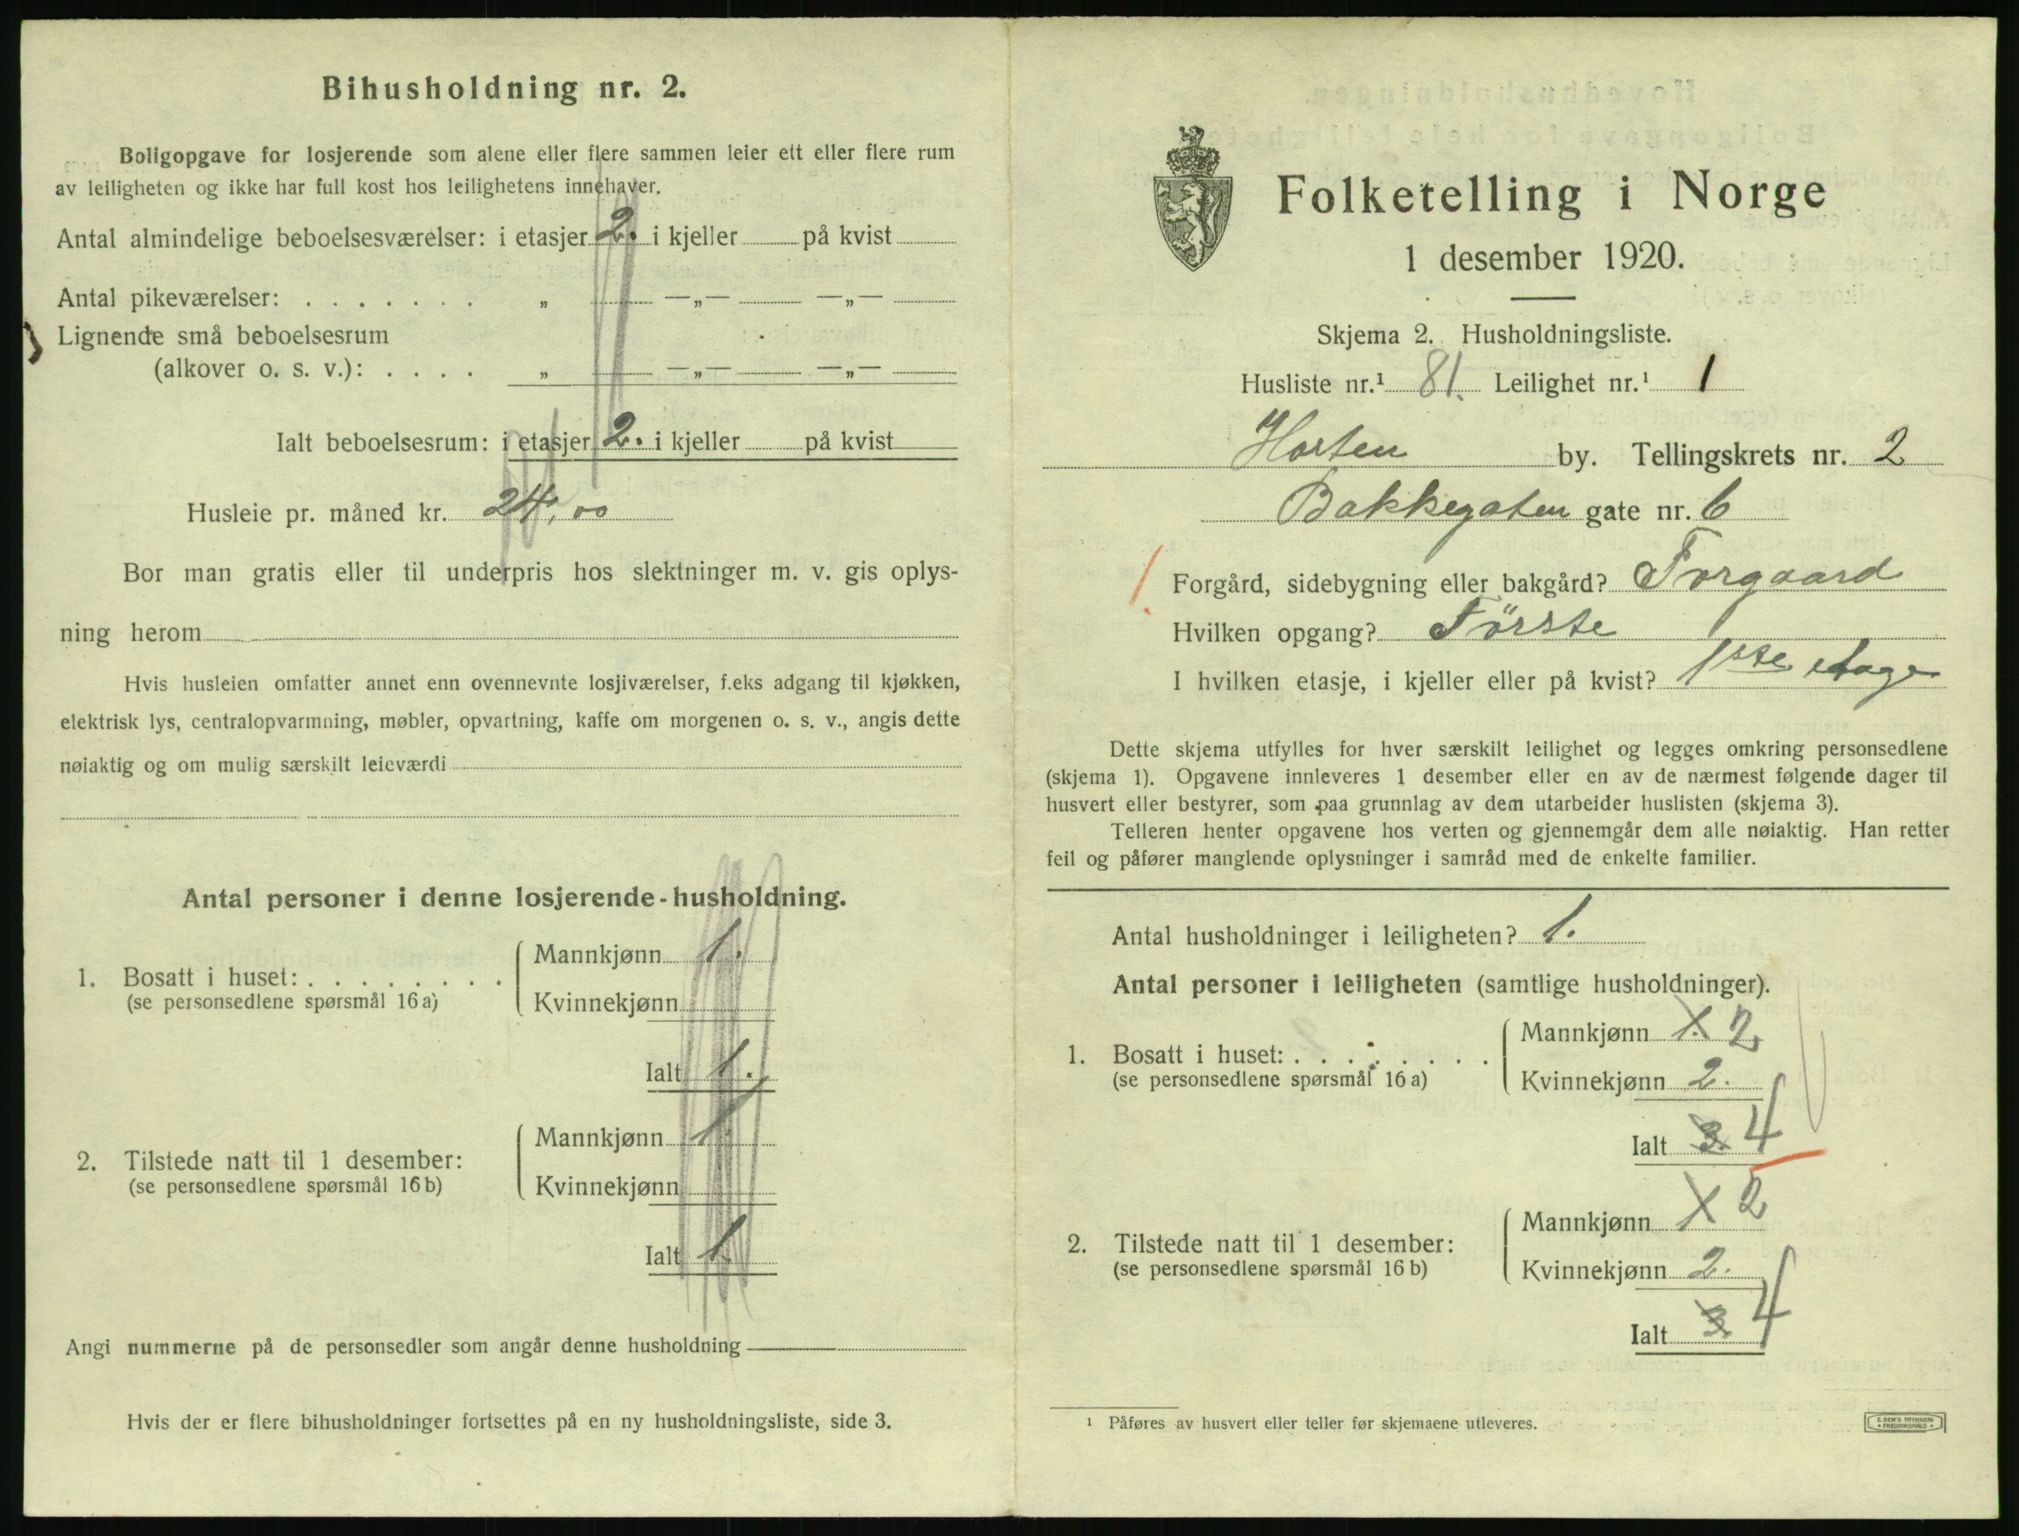 Bihusholdning nr. 2.
Boligopgave for losjerende som alene eller flere sammen leier ett eller flere rum
av leiligheten og ikke har full kost hos leilighetens innehaver.
Antal almindelige beboelsesværelser: i etasjer 2. i kjeller på kvist
Antal pikeværelser: . . . . . . . „ —„— —„—
Lignende små beboelsesrum
(alkover o. s. v.): . . . . „ —„— —„—
Ialt beboelsesrum: i etasjer 2. i kjeller på kvist
Husleie pr. måned kr. 24,00
Bor man gratis eller til underpris hos slektninger m. v. gis oplys-
ning herom
Hvis husleien omfatter annet enn ovennevnte losjiværelser, f.eks adgang til kjøkken,
elektrisk lys, centralopvarmning, møbler, opvartning, kaffe om morgenen o. s. v., angis dette
nøiaktig og om mulig særskilt leieværdi
Antal personer i denne losjerende-husholdning.
1. Bosatt i huset: . . . . . . . . Mannkjønn 1.
(se personsedlene spørsmål 16 a) Kvinnekjønn
Ialt 1.
2. Tilstede natt til 1 desember: Mannkjønn 1.
(se personsedlene spørsmål 16 b) Kvinnekjønn
Ialt 1.
Angi nummerne på de personsedler som angår denne husholdning
Hvis der er flere bihusholdninger fortsettes på en ny husholdningsliste, side 3.
Folketelling i Norge
1 desember 1920.
Skjema 2. Husholdningsliste.
Husliste nr.¹ 81. Leilighet nr.¹ 1
Horten by. Tellingskrets nr. 2
Bakkegaten gate nr. 6
Forgård, sidebygning eller bakgård? Forgaard
Hvilken opgang? Første
I hvilken etasje, i kjeller eller på kvist? 1ste etage
Dette skjema utfylles for hver særskilt leilighet og legges omkring personsedlene
(skjema 1). Opgavene innleveres 1 desember eller en av de nærmest følgende dager til
husvert eller bestyrer, som paa grunnlag av dem utarbeider huslisten (skjema 3).
Telleren henter opgavene hos verten og gjennemgår dem alle nøiaktig. Han retter
feil og påfører manglende oplysninger i samråd med de enkelte familier.
Antal husholdninger i leiligheten? 1.
Antal personer i leiligheten (samtlige husholdninger).
1. Bosatt i huset: . . . . . . . . Mannkjønn 1. 2
(se personsedlene spørsmål 16 a) Kvinnekjønn 2.
Ialt 3. 4
2. Tilstede natt til 1 desember: Mannkjønn 1 2
(se personsedlene spørsmål 16 b) Kvinnekjønn 2.
Ialt 3. 4
¹ Påføres av husvert eller teller før skjemaene utleveres.